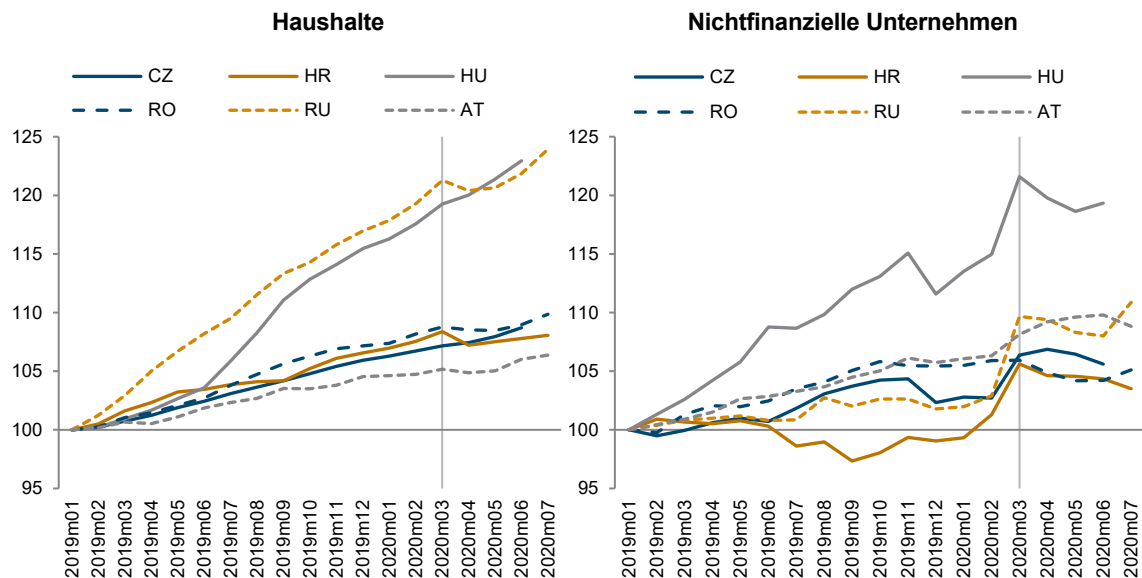 Haushalte
CZ HR HU
RO RU AT
125
120
115
110
105
100
95
2019m01 2019m02 2019m03 2019m04 2019m05 2019m06 2019m07 2019m08 2019m09 2019m10 2019m11 2019m12 2020m01 2020m02 2020m03 2020m04 2020m05 2020m06 2020m07
Nichtfinanzielle Unternehmen
CZ HR HU
RO RU AT
125
120
115
110
105
100
95
2019m01 2019m02 2019m03 2019m04 2019m05 2019m06 2019m07 2019m08 2019m09 2019m10 2019m11 2019m12 2020m01 2020m02 2020m03 2020m04 2020m05 2020m06 2020m07